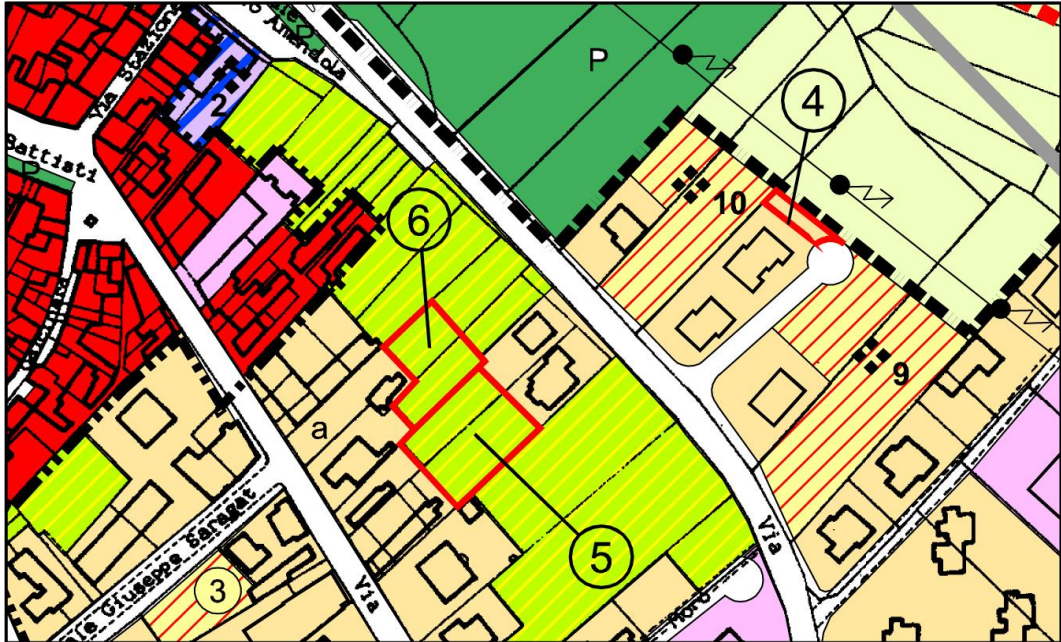 Via Stazione
Amendola
P
4
Battisti
2
10
6
9
a
Giuseppe Saragat
3
5
Via
Via
Moro